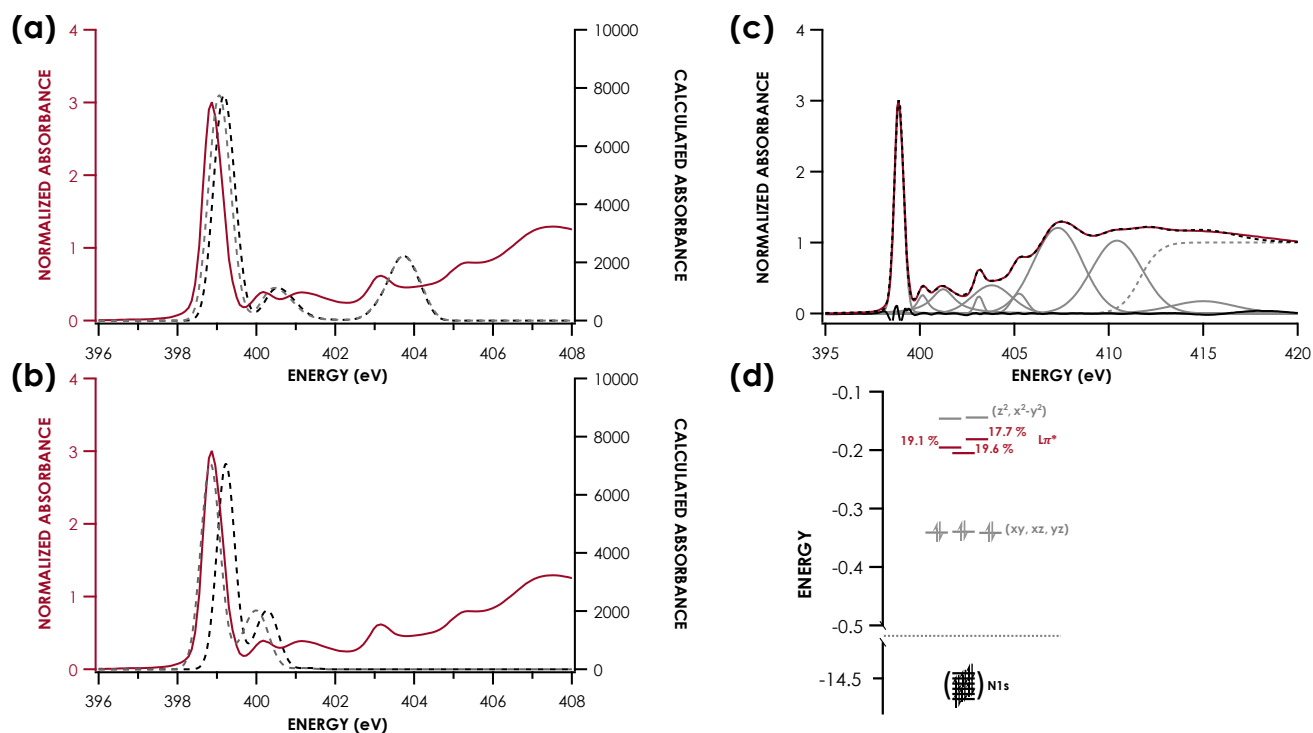 (a)
4
3
2
1
0
NORMALIZED ABSORBANCE
10000
8000
6000
4000
2000
0
CALCULATED ABSORBANCE
396 398 400 402 404 406 408
ENERGY (eV)
(b)
4
3
2
1
0
NORMALIZED ABSORBANCE
10000
8000
6000
4000
2000
0
CALCULATED ABSORBANCE
396 398 400 402 404 406 408
ENERGY (eV)
(c)
4
3
2
1
0
NORMALIZED ABSORBANCE
395 400 405 410 415 420
ENERGY (eV)
(d)
-0.1
-0.2
-0.3
-0.4
-0.5
-14.5
ENERGY
(z², x²-y²)
17.7 % Lπ*
19.1 %
19.6 %
(xy, xz, yz)
N1s